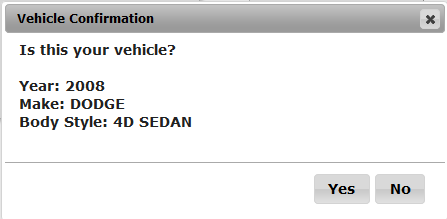 Vehicle Confirmation
Is this your vehicle?
Year: 2008
Make: DODGE
Body Style: 4D SEDAN
Yes No